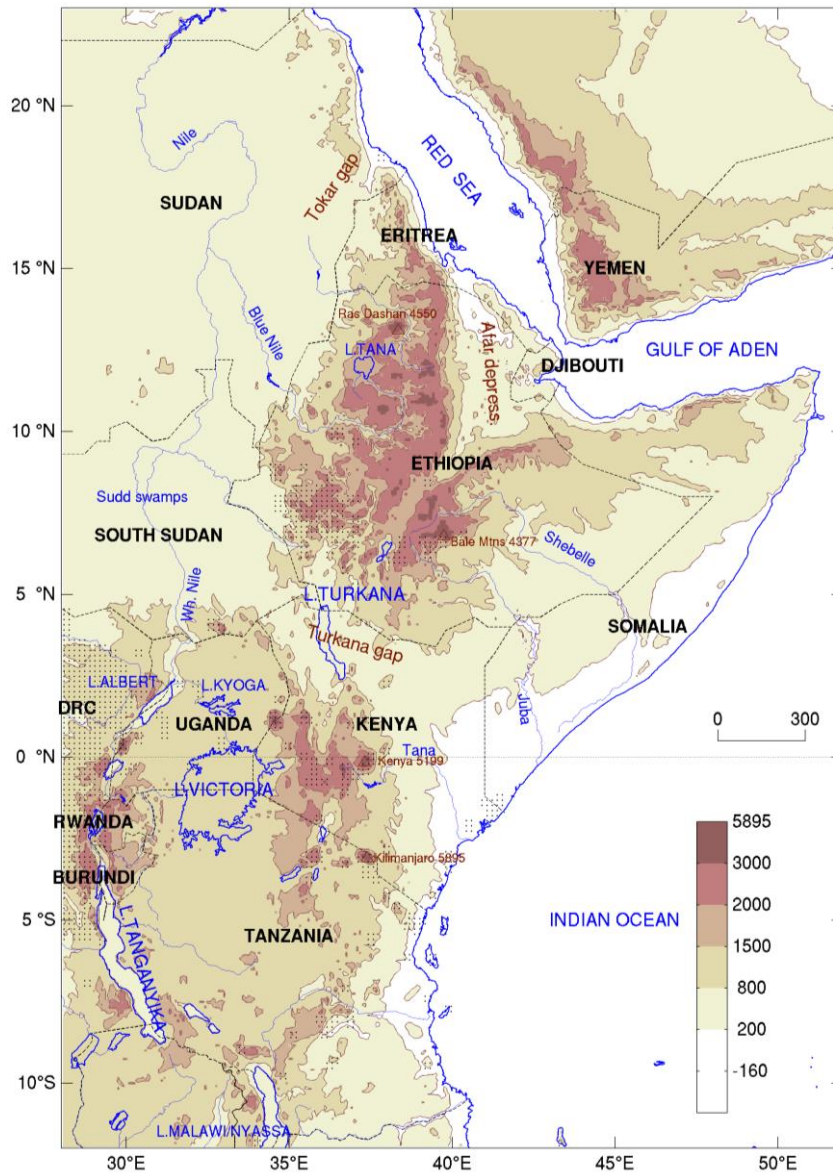 20 °N
Nile
RED SEA
Tokar gap
SUDAN
ERITREA
15 °N
YEMEN
Ras Dashan 4550
Blue Nile
L.TANA
Afar depress.
GULF OF ADEN
DJIBOUTI
10 °N
ETHIOPIA
Sudd swamps
SOUTH SUDAN
Bale Mtns 4377
Shebelle
5 °N
Wh. Nile
L.TURKANA
SOMALIA
Turkana gap
L.ALBERT
L.KYOGA
DRC
UGANDA
KENYA
Juba
0
300
0 °N
Tana
Kenya 5199
L.VICTORIA
RWANDA
5895
Kilimanjaro 5895
3000
BURUNDI
2000
5 °S
L.TANGANYIKA
TANZANIA
INDIAN OCEAN
1500
800
200
-160
10°S
L.MALAWI/NYASSA
30°E
35°E
40°E
45°E
50°E